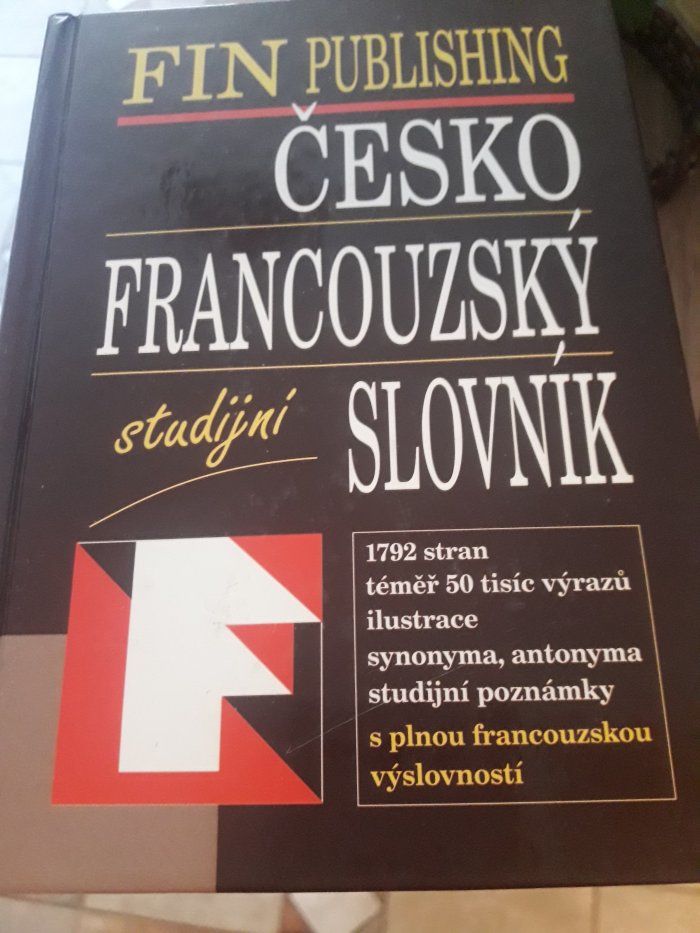 FIN PUBLISHING
ČESKO
FRANCOUZSKÝ
studijní SLOVNÍK
1792 stran
téměř 50 tisíc výrazů
ilustrace
synonyma, antonyma
studijní poznámky
s plnou francouzskou
výslovností